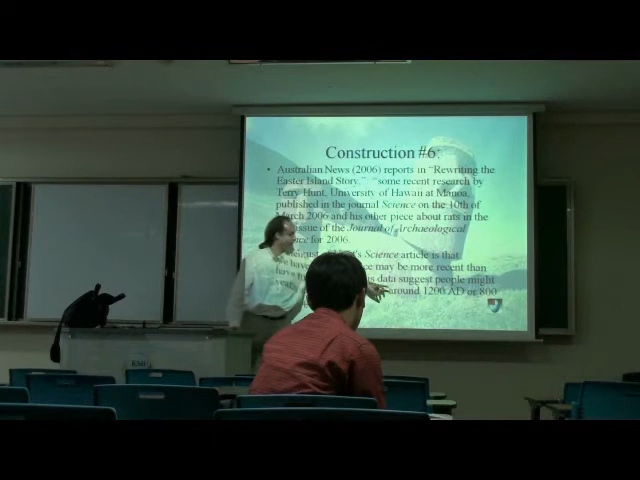 Construction #6:
• Australian News (2006) reports in "Rewriting the
Easter Island Story," "some recent research by
Terry Hunt, University of Hawaii at Manoa,
published in the journal Science on the 10th of
March 2006 and his other piece about rats in the
issue of the Journal of Archaeological
for 2006.
's Science article is that
may be more recent than
data suggest people might
around 1200 AD or 800